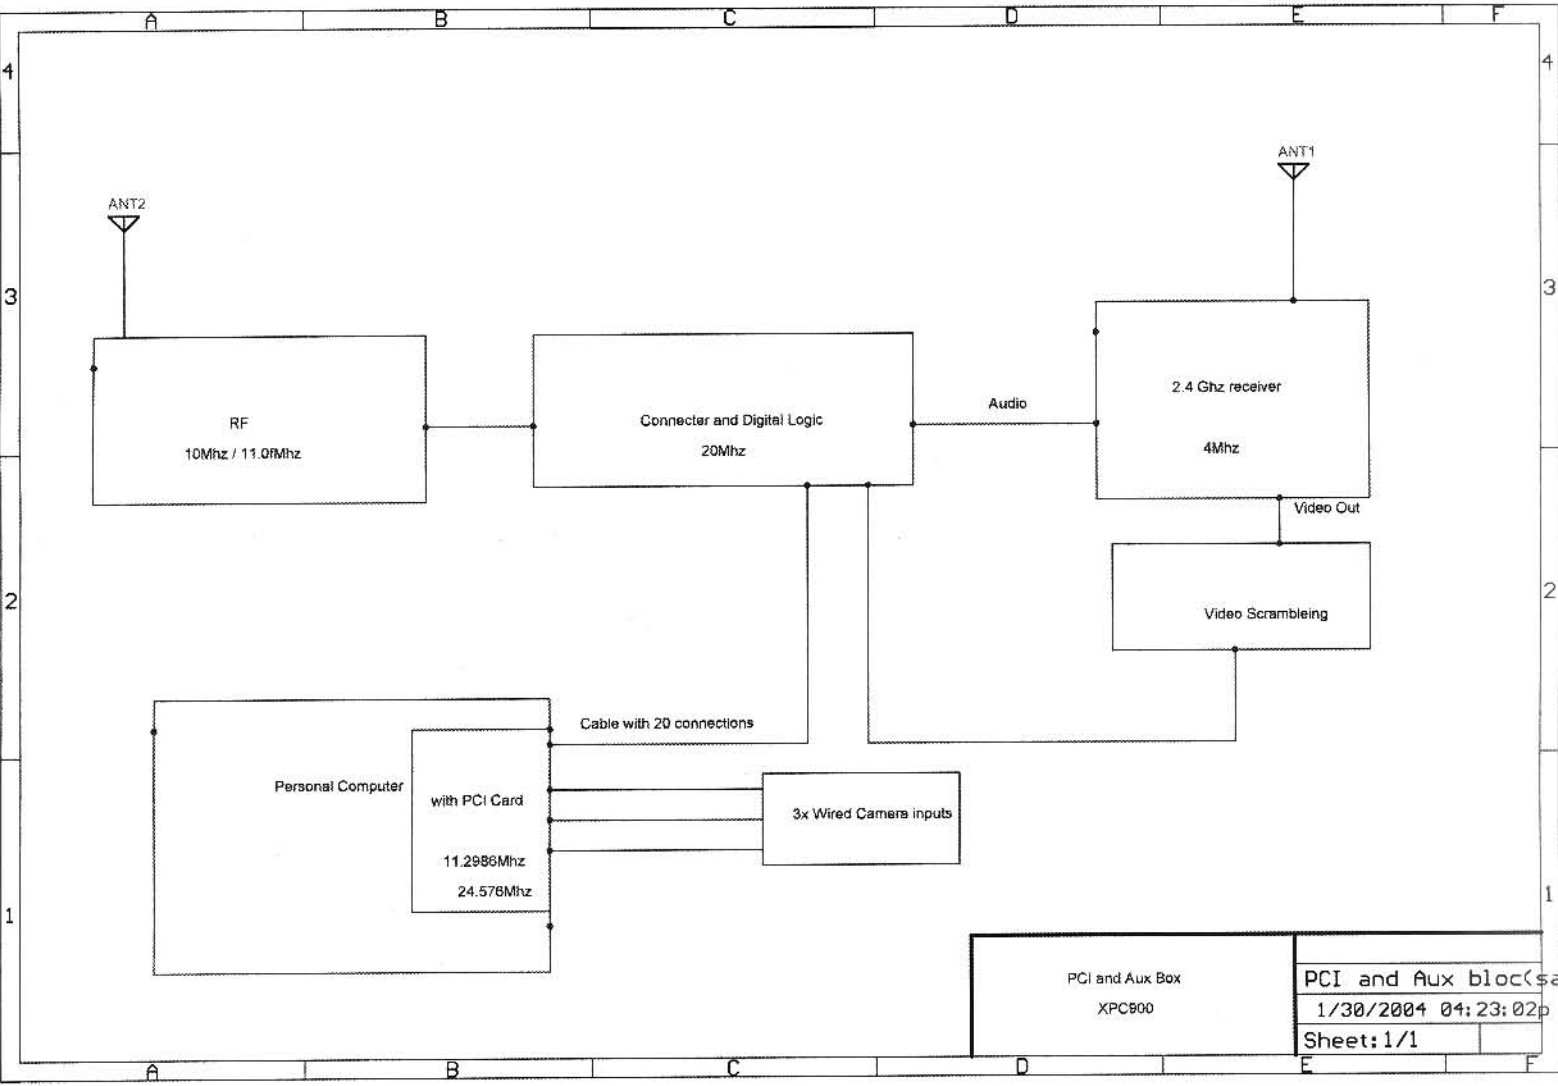 A B C D E F
4 4
ANT1
ANT2
3 3
2.4 Ghz receiver
Audio
RF
Connecter and Digital Logic
10Mhz / 11.0fMhz
20Mhz
4Mhz
Video Out
2 2
Video Scrambleing
Cable with 20 connections
Personal Computer
with PCI Card
3x Wired Camera inputs
11.2986Mhz
24.576Mhz
1 1
PCI and Aux Box
XPC900
PCI and Aux bloc(sa
1/30/2004 04:23:02p
Sheet:1/1
A B C D E F